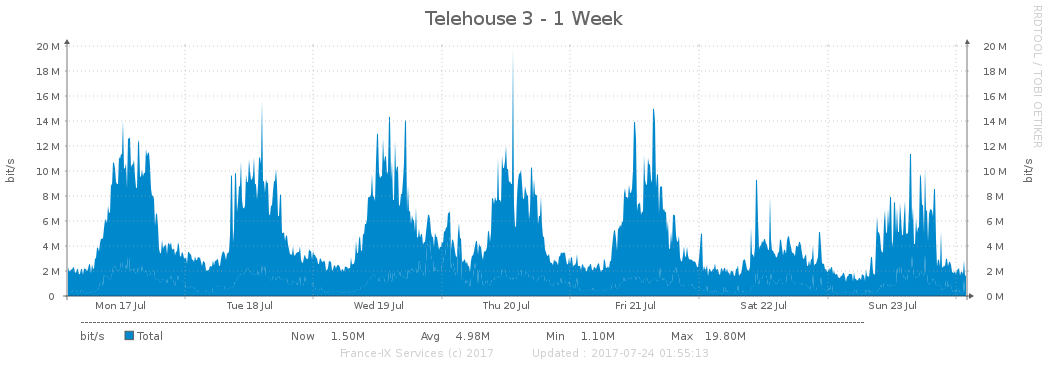 Telehouse 3 - 1 Week
RRDTOOL / TOBI OETIKER
bit/s
20 M
18 M
16 M
14 M
12 M
10 M
8 M
6 M
4 M
2 M
0
20 M
18 M
16 M
14 M
12 M
10 M
8 M
6 M
4 M
2 M
0 M
bit/s
Mon 17 Jul Tue 18 Jul Wed 19 Jul Thu 20 Jul Fri 21 Jul Sat 22 Jul Sun 23 Jul
bit/s Total Now 1.50M Avg 4.98M Min 1.10M Max 19.80M
France-IX Services (c) 2017 Updated : 2017-07-24 01:55:13